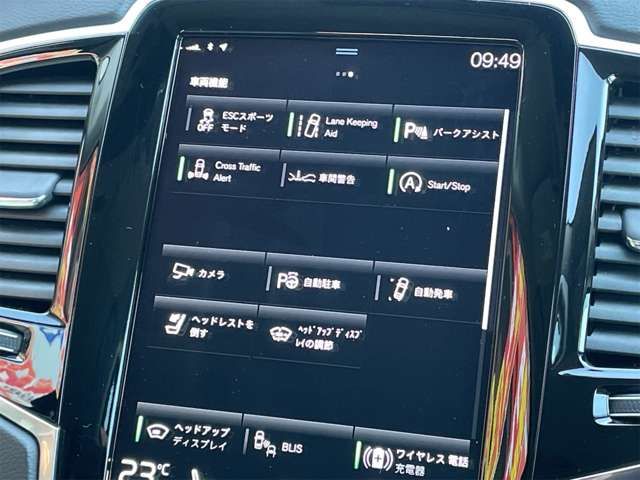 09:49
車両機能
ESCスポーツ
モード
OFF
Lane Keeping
Aid
パークアシスト
Cross Traffic
Alert
車間警告
Start/Stop
カメラ
自動駐車
自動発車
ヘッドレストを
倒す
ヘッドアップディスプ
レイの調節
ヘッドアップ
ディスプレイ
BLIS
ワイヤレス電話
充電器
23℃